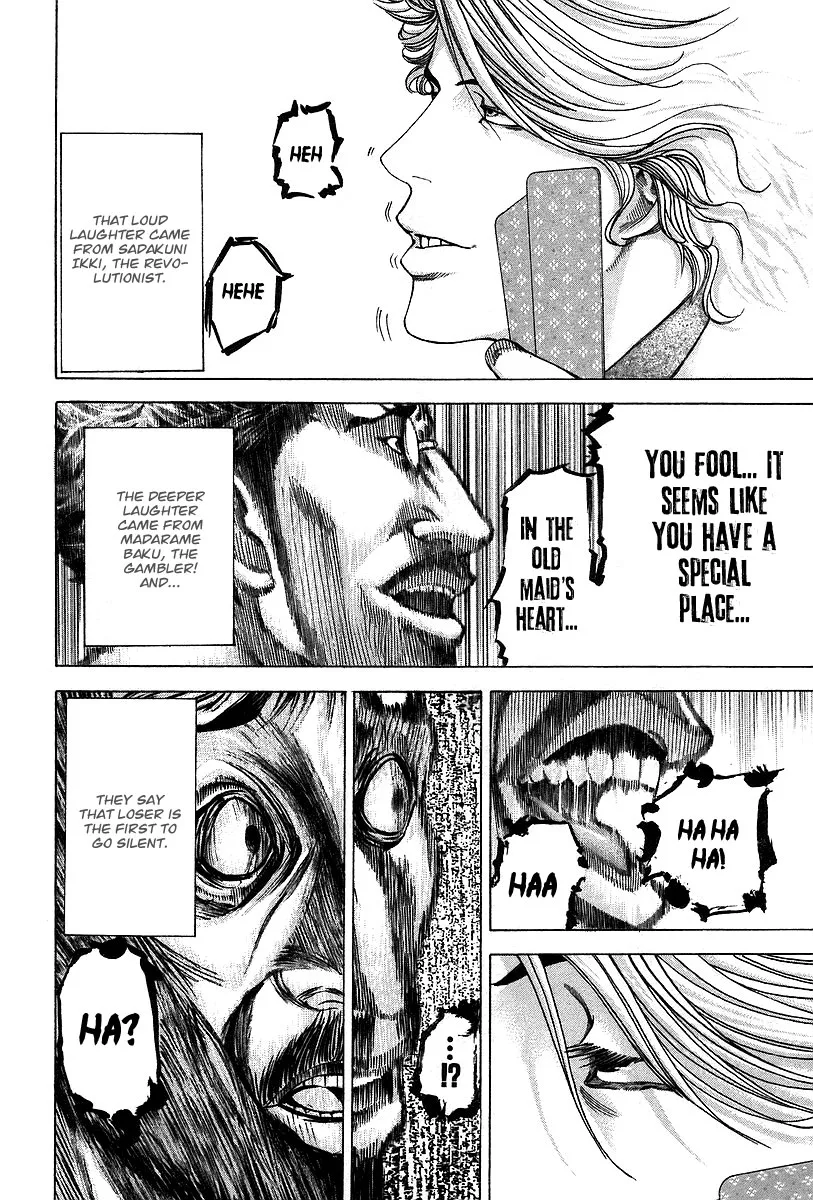 HEH
HEHE
THAT LOUD
LAUGHTER CAME
FROM SADAKUNI
IKKI, THE REVO-
LUTIONIST.
YOU FOOL... IT
SEEMS LIKE
YOU HAVE A
SPECIAL
PLACE...
IN THE
OLD
MAID'S
HEART...
THE DEEPER
LAUGHTER
CAME FROM
MADARAME
BAKU, THE
GAMBLER!
AND...
HA HA
HA!
HAA
...
!?
THEY SAY
THAT LOSER IS
THE FIRST TO
GO SILENT.
HA?